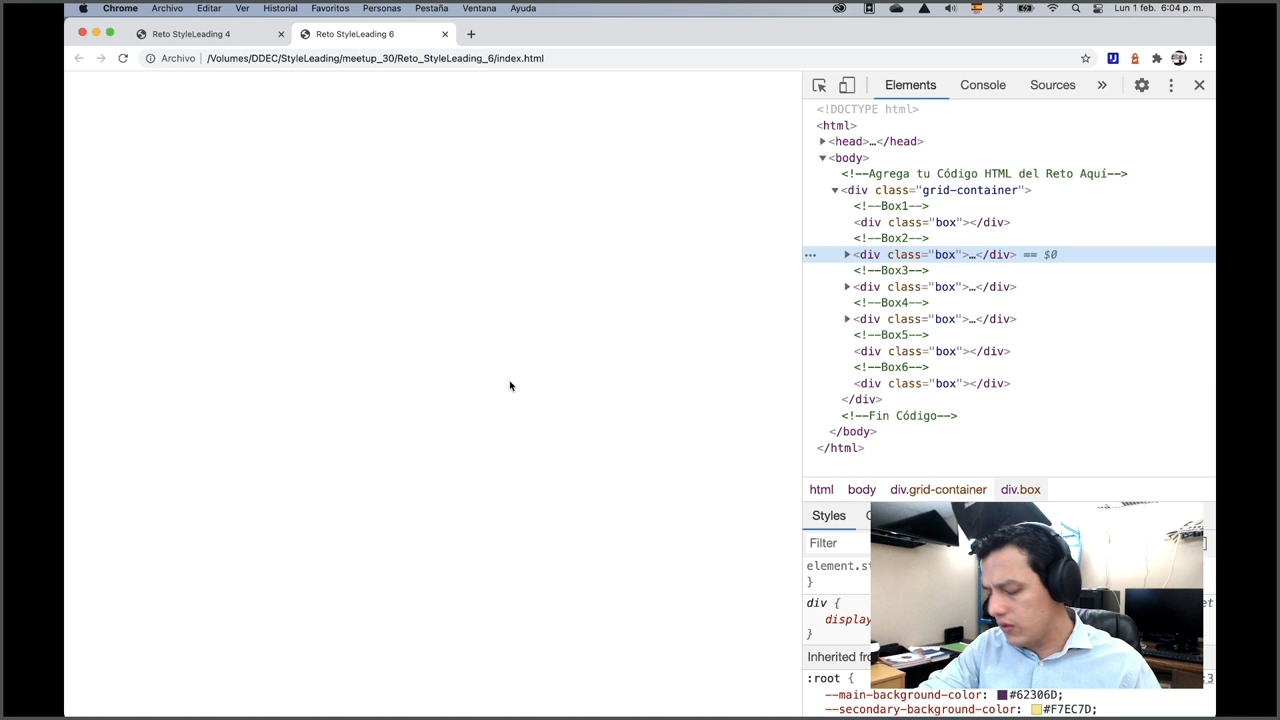 Chrome Archivo Editar Ver Historial Favoritos Personas Pestaña Ventana Ayuda Lun 1 feb. 6:04 p. m.
Reto StyleLeading 4 Reto StyleLeading 6
Archivo /Volumes/DDEC/StyleLeading/meetup_30/Reto_StyleLeading_6/index.html
Elements Console Sources
<!DOCTYPE html>
<html>
<head>…</head>
<body>
<!--Agrega tu Código HTML del Reto Aquí-->
<div class="grid-container">
<!--Box1-->
<div class="box"></div>
<!--Box2-->
<div class="box">…</div> == $0
<!--Box3-->
<div class="box">…</div>
<!--Box4-->
<div class="box">…</div>
<!--Box5-->
<div class="box"></div>
<!--Box6-->
<div class="box"></div>
</div>
<!--Fin Código-->
</body>
</html>
html body div.grid-container div.box
Styles
Filter
element.st
}
div {
display
}
Inherited fro
:root {
--main-background-color: #62306D;
--secondary-background-color: #F7EC7D;